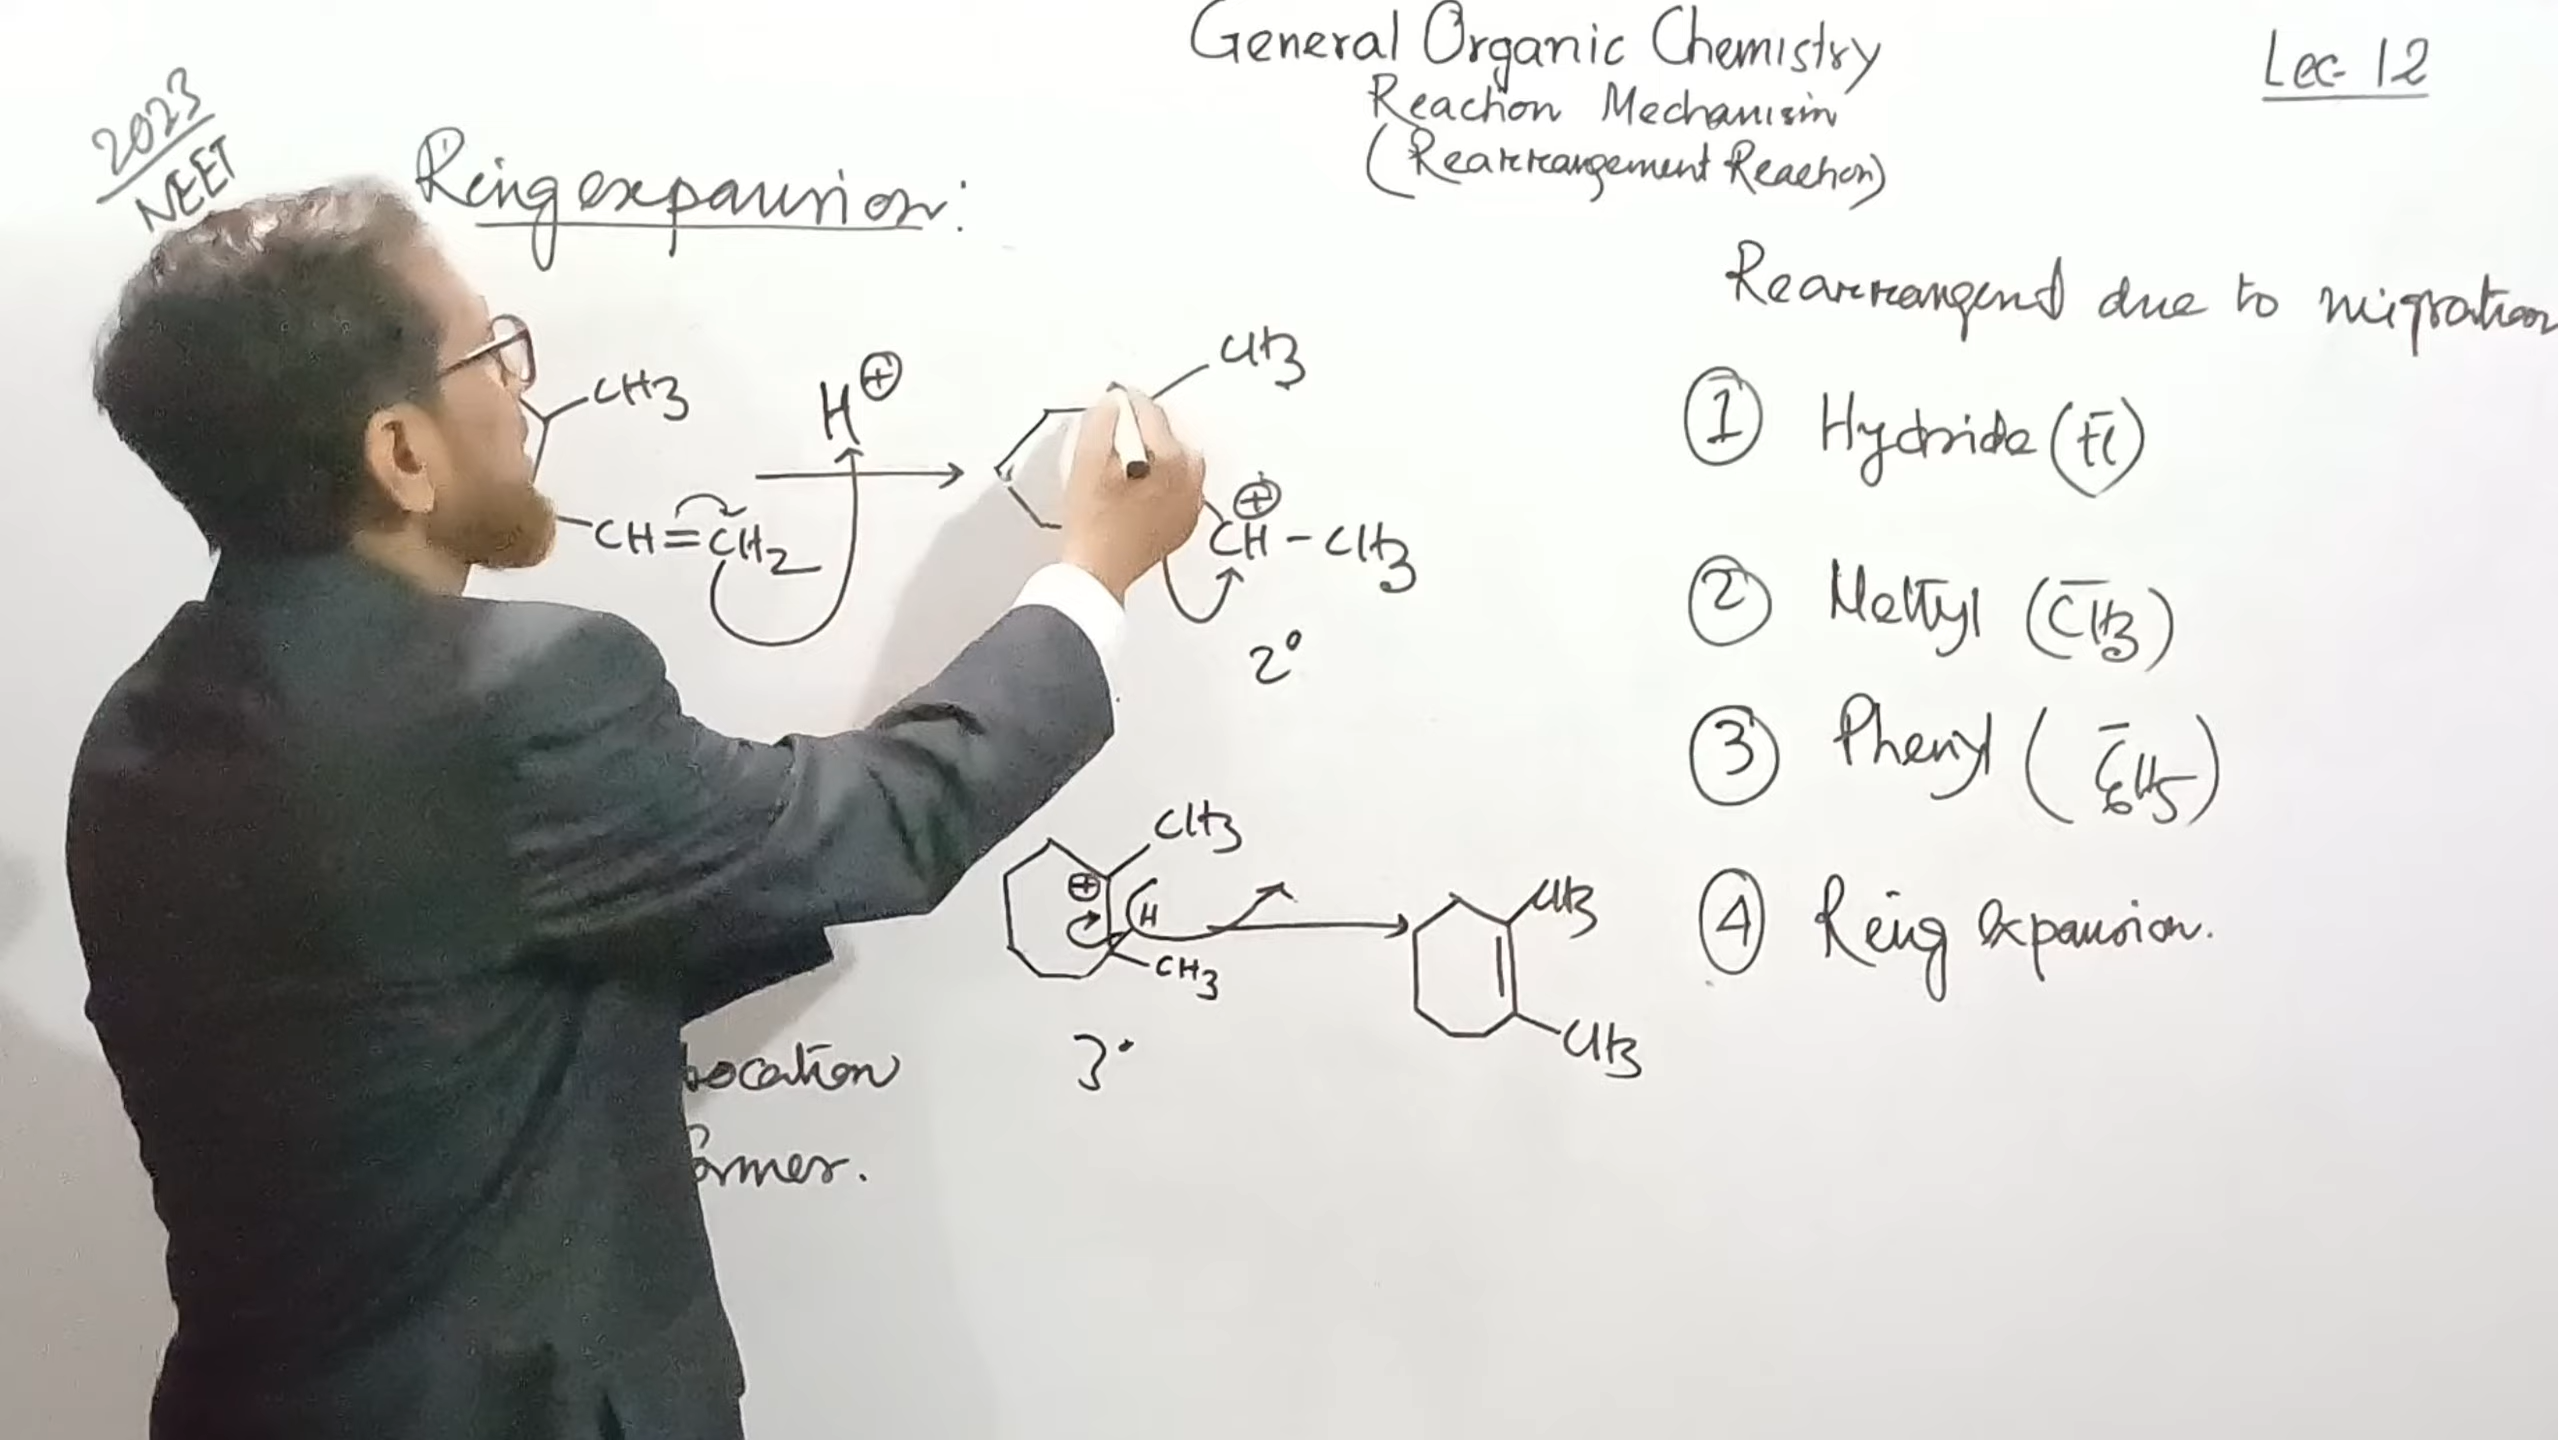 General Organic Chemistry
Reaction Mechanism
(Rearrangement Reaction)
Lec- 12
2023
NEET
Ring expansion:
CH3
CH=CH2
H⊕
CH3
⊕
CH-CH3
2°
CH3
⊕
H
CH3
3°
CH3
CH3
ocation
ormer.
Rearrangend due to migration
① Hydride (H̄)
② Methyl (C̄H3)
③ Phenyl (C̄6H5)
④ Ring expansion.